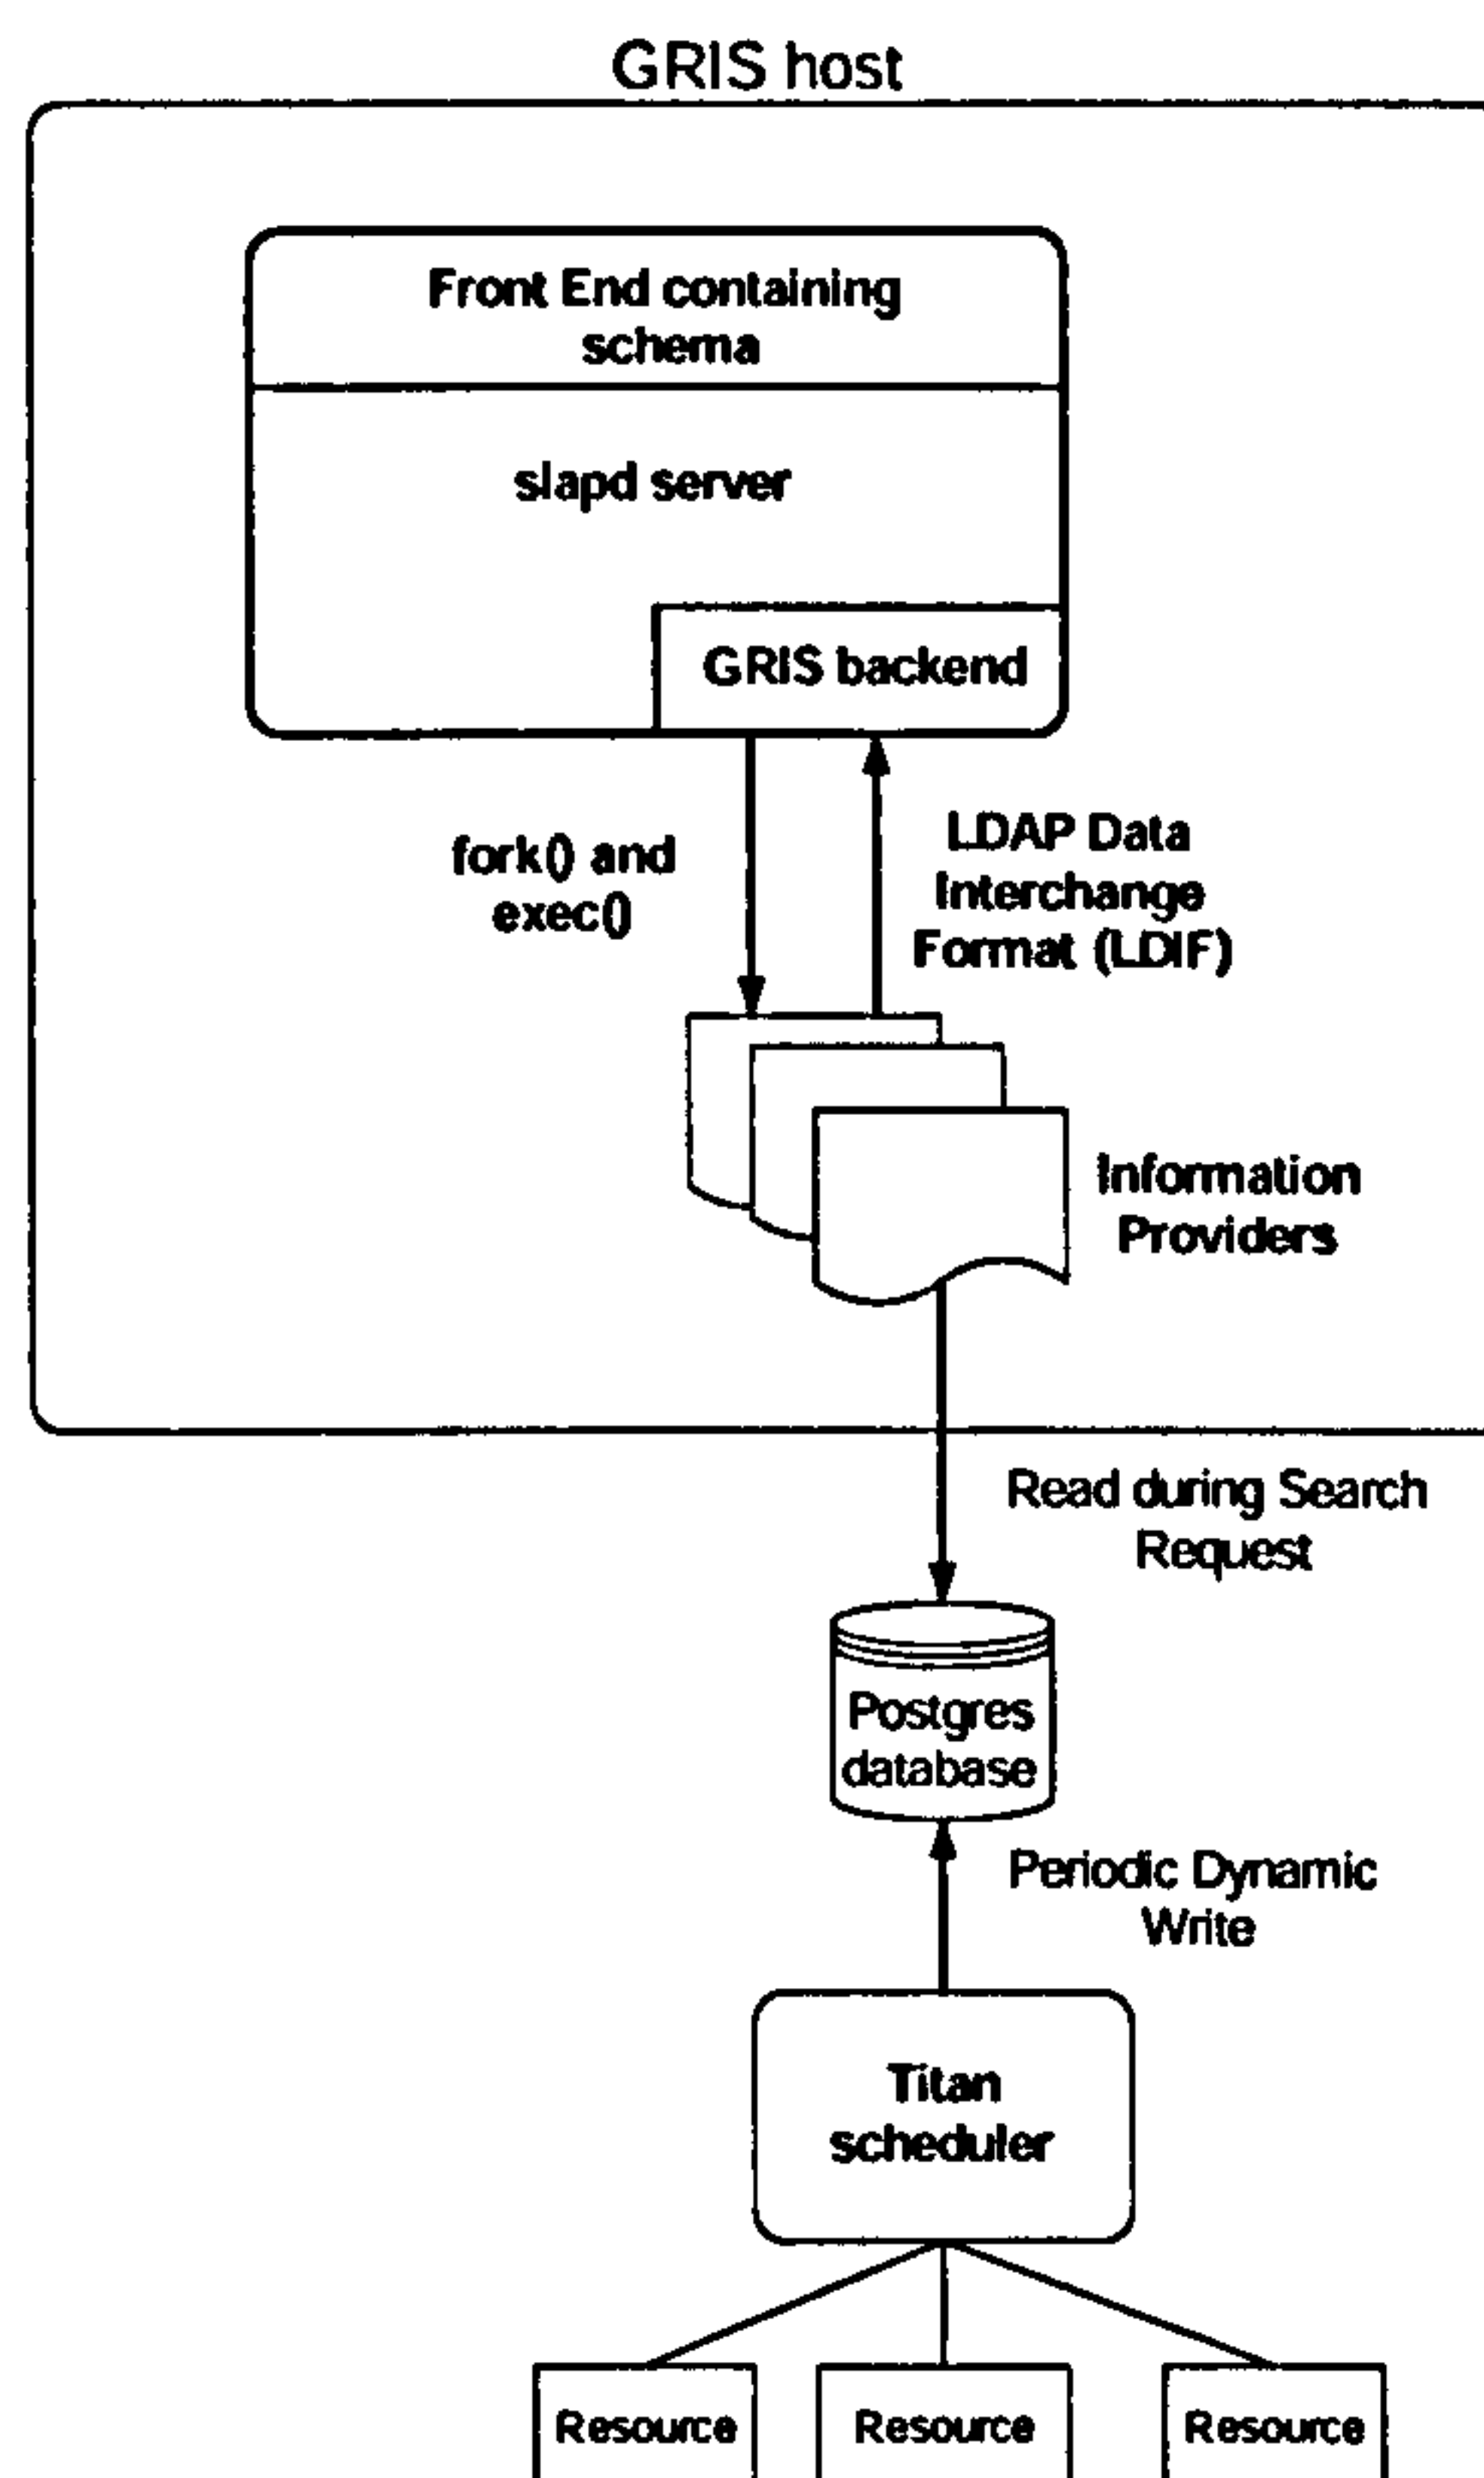 GRIS host
Front End containing
schema
slapd server
GRIS backend
fork() and
exec()
LDAP Data
Interchange
Format (LDIF)
Information
Providers
Read during Search
Request
Postgres
database
Periodic Dynamic
Write
Titan
scheduler
Resource
Resource
Resource